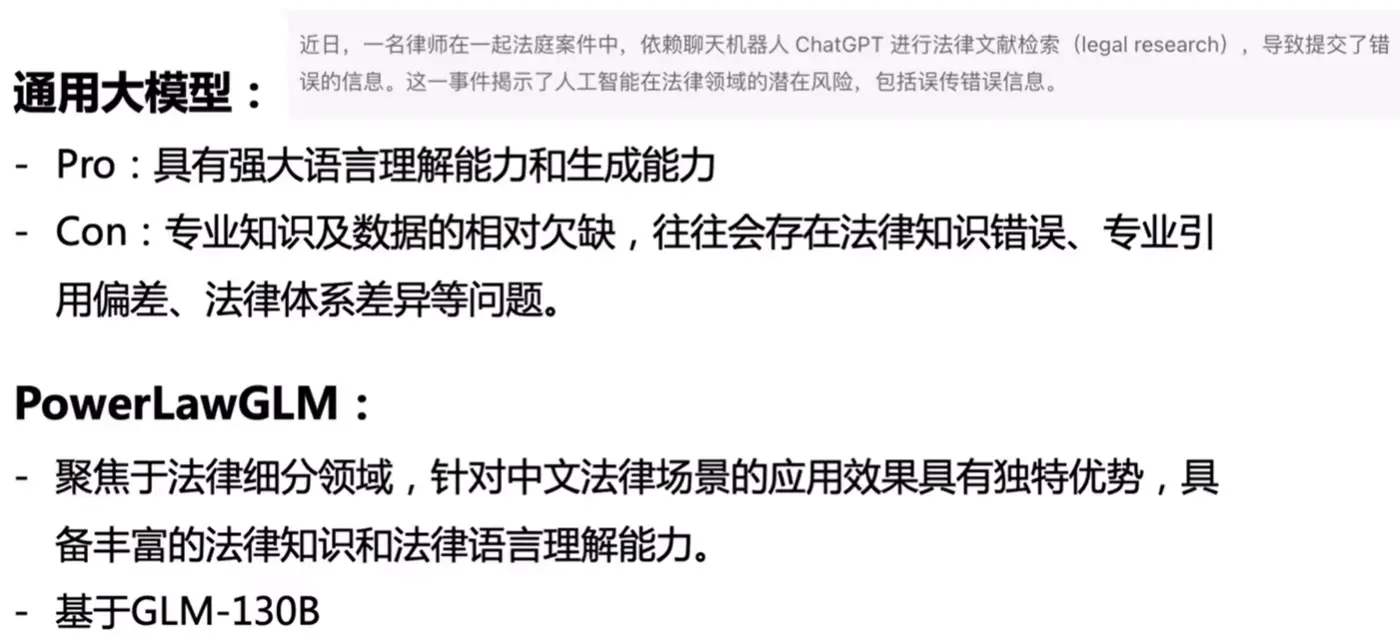 近日，一名律师在一起法庭案件中，依赖聊天机器人 ChatGPT 进行法律文献检索（legal research），导致提交了错
误的信息。这一事件揭示了人工智能在法律领域的潜在风险，包括误传错误信息。
通用大模型：
- Pro：具有强大语言理解能力和生成能力
- Con：专业知识及数据的相对欠缺，往往会存在法律知识错误、专业引
用偏差、法律体系差异等问题。
PowerLawGLM：
- 聚焦于法律细分领域，针对中文法律场景的应用效果具有独特优势，具
备丰富的法律知识和法律语言理解能力。
- 基于GLM-130B